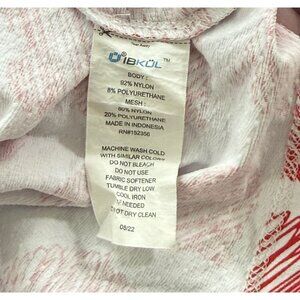 IBKÜL
BODY:
92% NYLON
8% POLYURETHANE
MESH:
80% NYLON
20% POLYURETHANE
MADE IN INDONESIA
RN#192356
MACHINE WASH COLD
WITH SIMILAR COLORS
DO NOT BLEACH
DO NOT USE
FABRIC SOFTENER
TUMBLE DRY LOW
COOL IRON
IF NEEDED
DO NOT DRY CLEAN
08/22